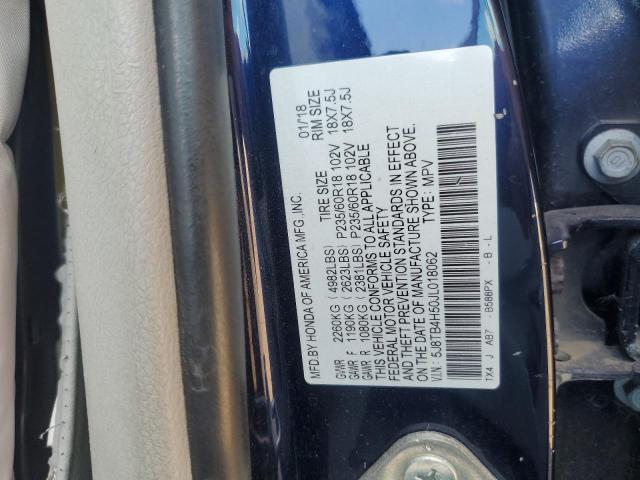 MFD.BY HONDA OF AMERICA MFG.,INC. 01/18
TIRE SIZE RIM SIZE
GVWR 2260KG (4982LBS) P235/60R18 102V 18X7.5J
GAWR F 1190KG (2623LBS) P235/60R18 102V 18X7.5J
GAWR R 1080KG (2381LBS)
THIS VEHICLE CONFORMS TO ALL APPLICABLE
FEDERAL MOTOR VEHICLE SAFETY
AND THEFT PREVENTION STANDARDS IN EFFECT
ON THE DATE OF MANUFACTURE SHOWN ABOVE.
V.I.N.: 5J8TB4H50JL018062 TYPE: MPV
TX4 J AB7 - B588PX - B - L